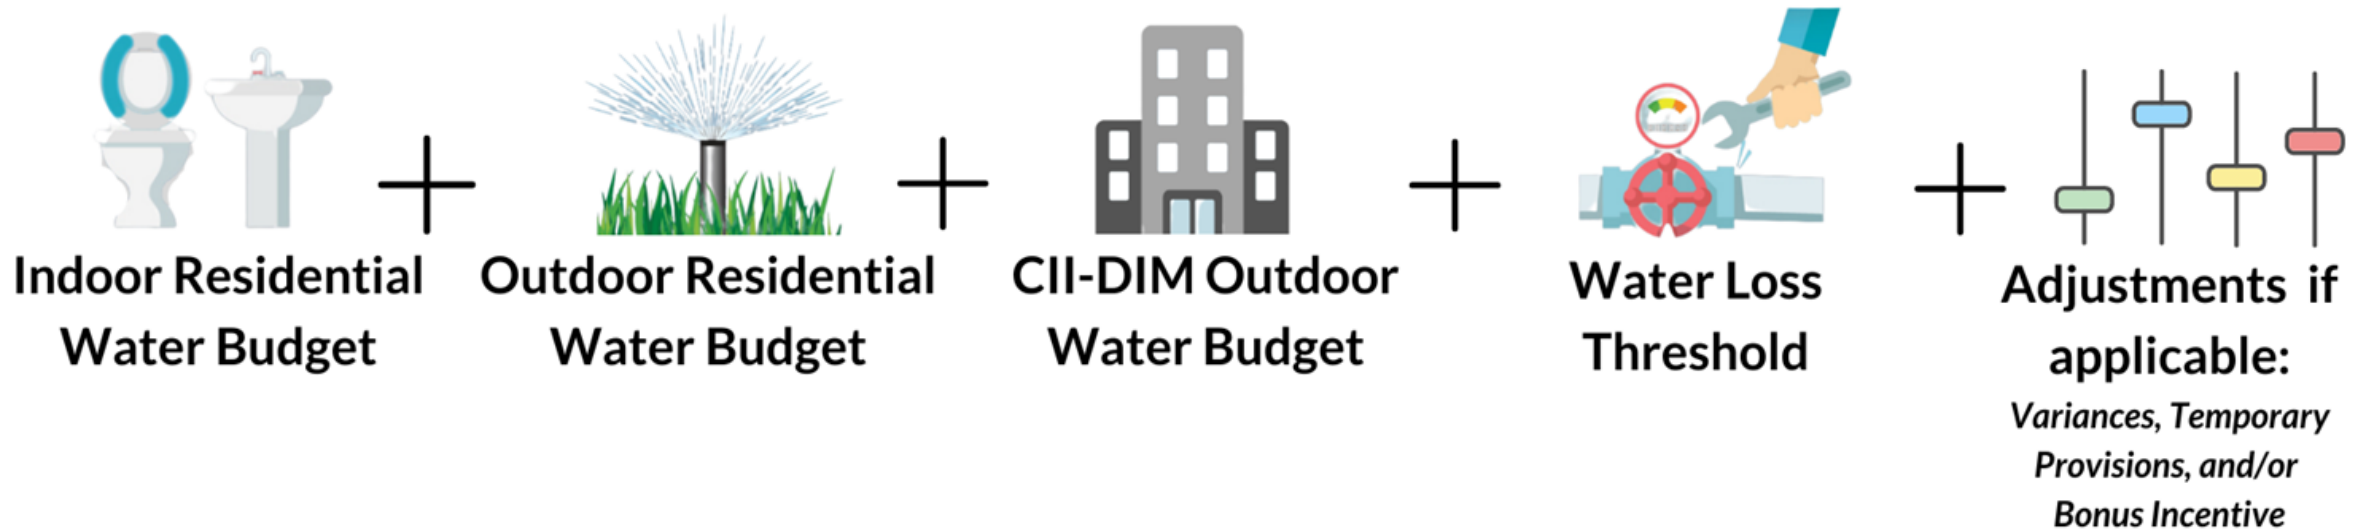 Indoor Residential
Water Budget
Outdoor Residential
Water Budget
CII-DIM Outdoor
Water Budget
Water Loss
Threshold
Adjustments if
applicable:
Variances, Temporary
Provisions, and/or
Bonus Incentive